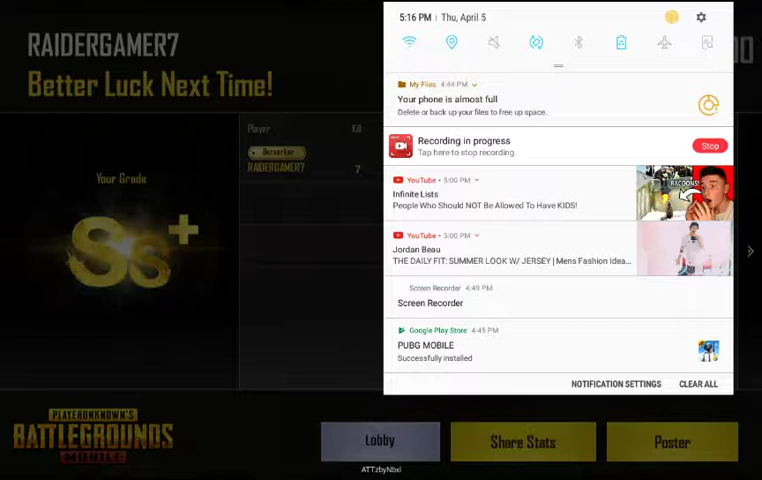 RAIDERGAMER7
Better Luck Next Time!
Your Grade
SS+
Player Kill
Berserker
RAIDERGAMER7 7
PLAYERUNKNOWN'S
BATTLEGROUNDS
MOBILE
5:16 PM | Thu, April 5
My Files 4:44 PM
Your phone is almost full
Delete or back up your files to free up space.
Recording in progress
Tap here to stop recording.
Stop
YouTube • 5:00 PM
Infinite Lists
People Who Should NOT Be Allowed To Have KIDS!
RACOONS!
YouTube • 5:00 PM
Jordan Beau
THE DAILY FIT: SUMMER LOOK W/ JERSEY | Mens Fashion Idea...
Screen Recorder 4:49 PM
Screen Recorder
Google Play Store 4:45 PM
PUBG MOBILE
Successfully installed
NOTIFICATION SETTINGS CLEAR ALL
Lobby
Share Stats
Poster
ATTzbyNbxl